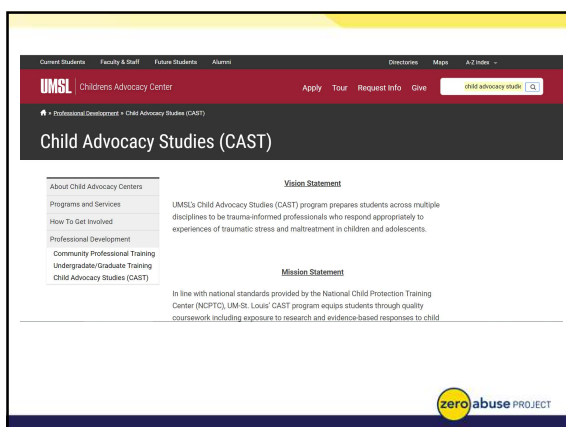 Current Students Faculty & Staff Future Students Alumni Directories Maps A-Z Index
UMSL Childrens Advocacy Center Apply Tour Request Info Give child advocacy studie
» Professional Development » Child Advocacy Studies (CAST)
Child Advocacy Studies (CAST)
About Child Advocacy Centers
Programs and Services
How To Get Involved
Professional Development
Community Professional Training
Undergradate/Graduate Training
Child Advocacy Studies (CAST)
Vision Statement
UMSL's Child Advocacy Studies (CAST) program prepares students across multiple
disciplines to be trauma-informed professionals who respond appropriately to
experiences of traumatic stress and maltreatment in children and adolescents.
Mission Statement
In line with national standards provided by the National Child Protection Training
Center (NCPTC), UM-St. Louis' CAST program equips students through quality
coursework including exposure to research and evidence-based responses to child
zero abuse PROJECT